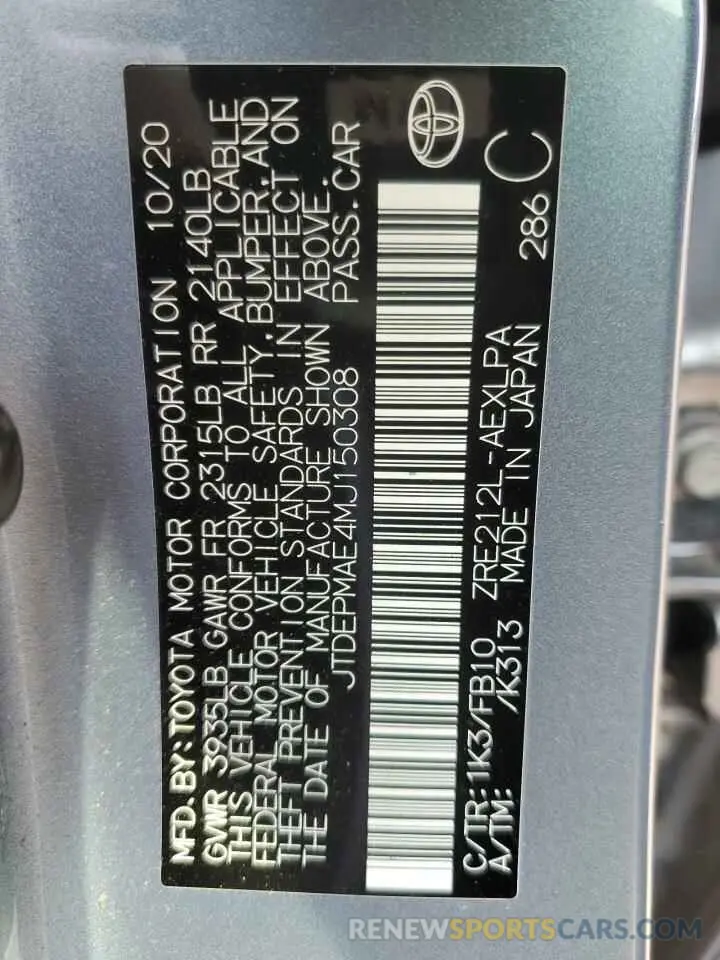 MFD. BY: TOYOTA MOTOR CORPORATION 10/20
GVWR 3935LB GAWR FR 2315LB RR 2140LB
THIS VEHICLE CONFORMS TO ALL APPLICABLE
FEDERAL MOTOR VEHICLE SAFETY, BUMPER, AND
THEFT PREVENTION STANDARDS IN EFFECT ON
THE DATE OF MANUFACTURE SHOWN ABOVE.
JTDEPMAE4MJ150308 PASS. CAR
C/TR: 1K3/FB10 ZRE212L-AEXLPA 286
A/TM: /K313 MADE IN JAPAN
C
RENEWSPORTSCARS.COM